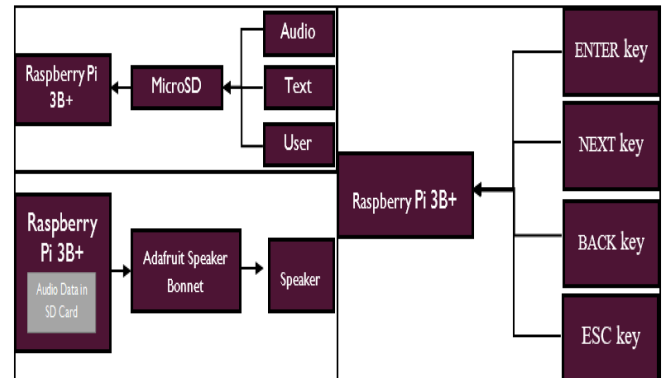 Raspberry Pi
3B+
MicroSD
Audio
Text
User
Raspberry
Pi 3B+
Audio Data in
SD Card
Adafruit Speaker
Bonnet
Speaker
Raspberry Pi 3B+
ENTER key
NEXT key
BACK key
ESC key